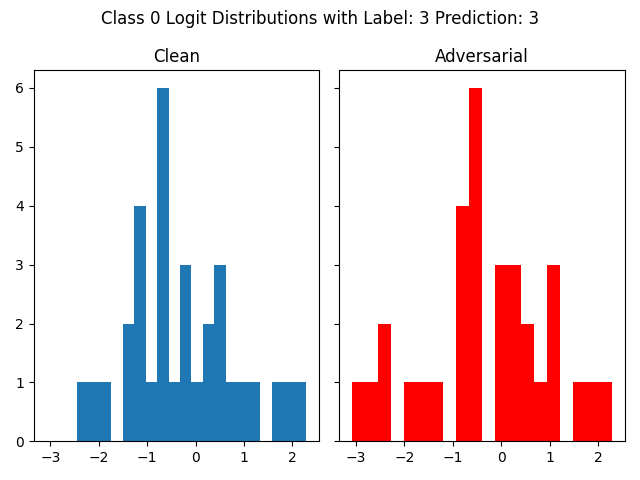 Class 0 Logit Distributions with Label: 3 Prediction: 3
Clean
Adversarial
6
5
4
3
2
1
0
−3 −2 −1 0 1 2
−3 −2 −1 0 1 2